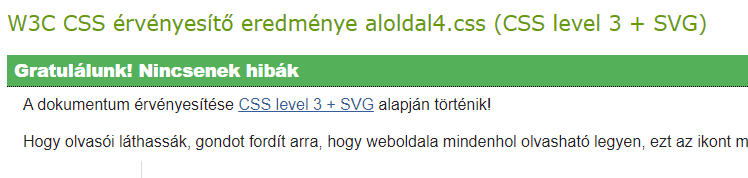 W3C CSS érvényesítő eredménye aloldal4.css (CSS level 3 + SVG)
Gratulálunk! Nincsenek hibák
A dokumentum érvényesítése CSS level 3 + SVG alapján történik!
Hogy olvasói láthassák, gondot fordít arra, hogy weboldala mindenhol olvasható legyen, ezt az ikont